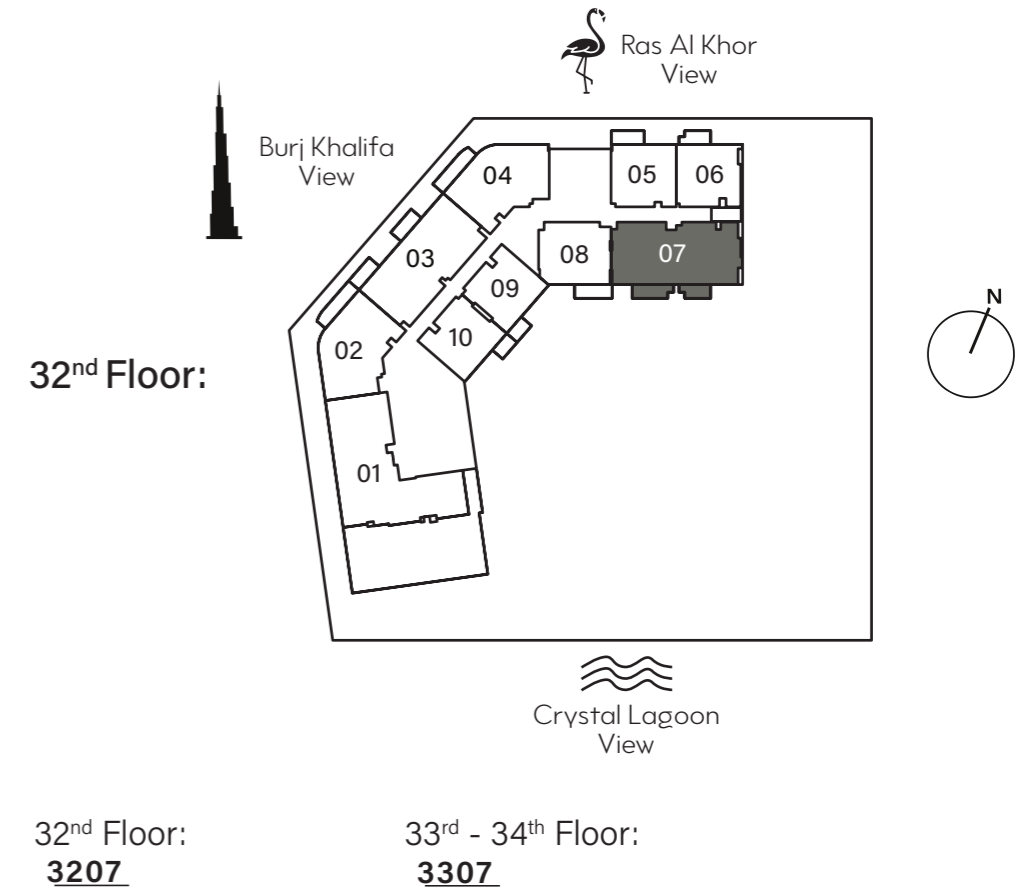 Ras Al Khor
View
Burj Khalifa
View
04
05
06
03
08
07
09
N
10
02
32nd Floor:
01
Crystal Lagoon
View
32nd Floor:
3207
33rd - 34th Floor:
3307